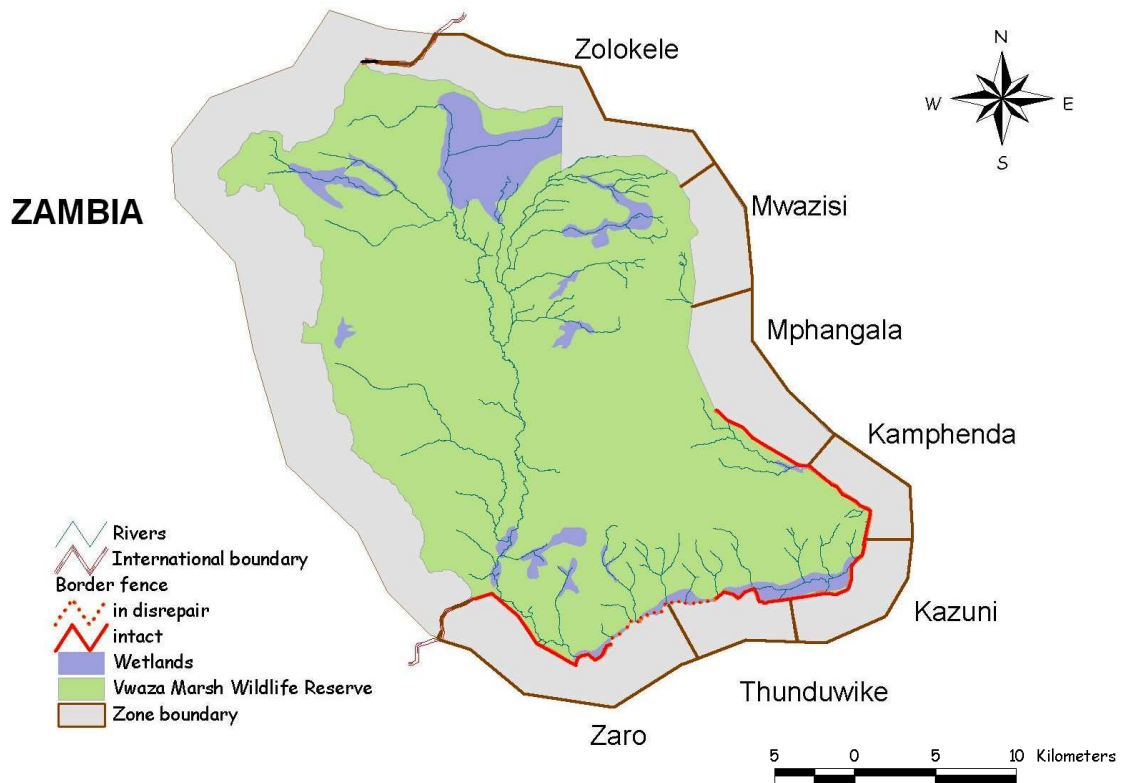 Zolokele
N
W E
S
ZAMBIA
Mwazisi
Mphangala
Kamphenda
Rivers
International boundary
Border fence
in disrepair
intact
Wetlands
Vwaza Marsh Wildlife Reserve
Zone boundary
Kazuni
Thunduwike
Zaro
5 0 5 10 Kilometers